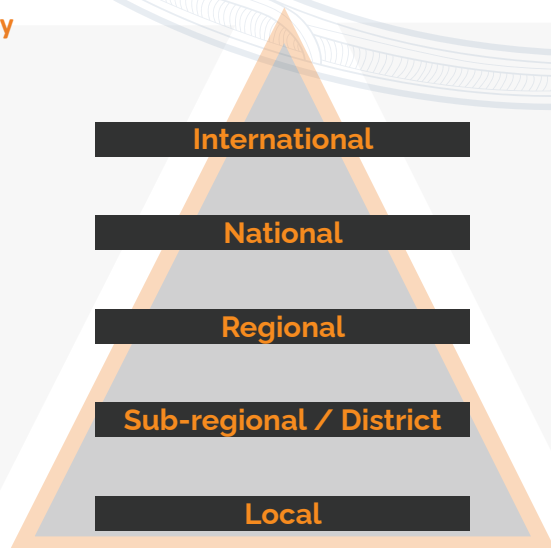 y
International
National
Regional
Sub-regional / District
Local